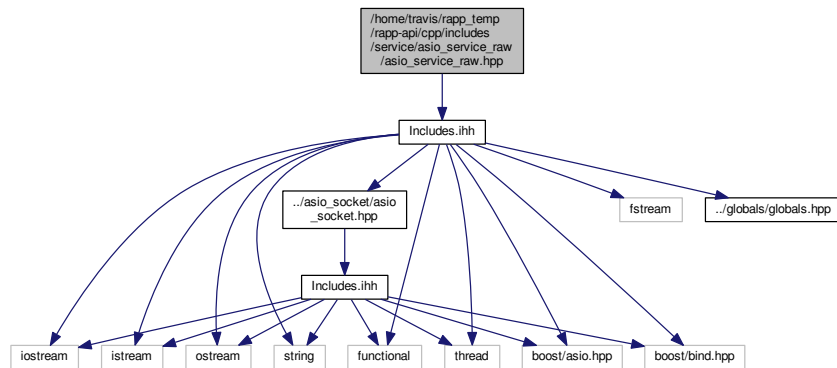 /home/travis/rapp_temp
/rapp-api/cpp/includes
/service/asio_service_raw
/asio_service_raw.hpp
Includes.ihh
../asio_socket/asio
_socket.hpp
fstream
../globals/globals.hpp
Includes.ihh
iostream
istream
ostream
string
functional
thread
boost/asio.hpp
boost/bind.hpp